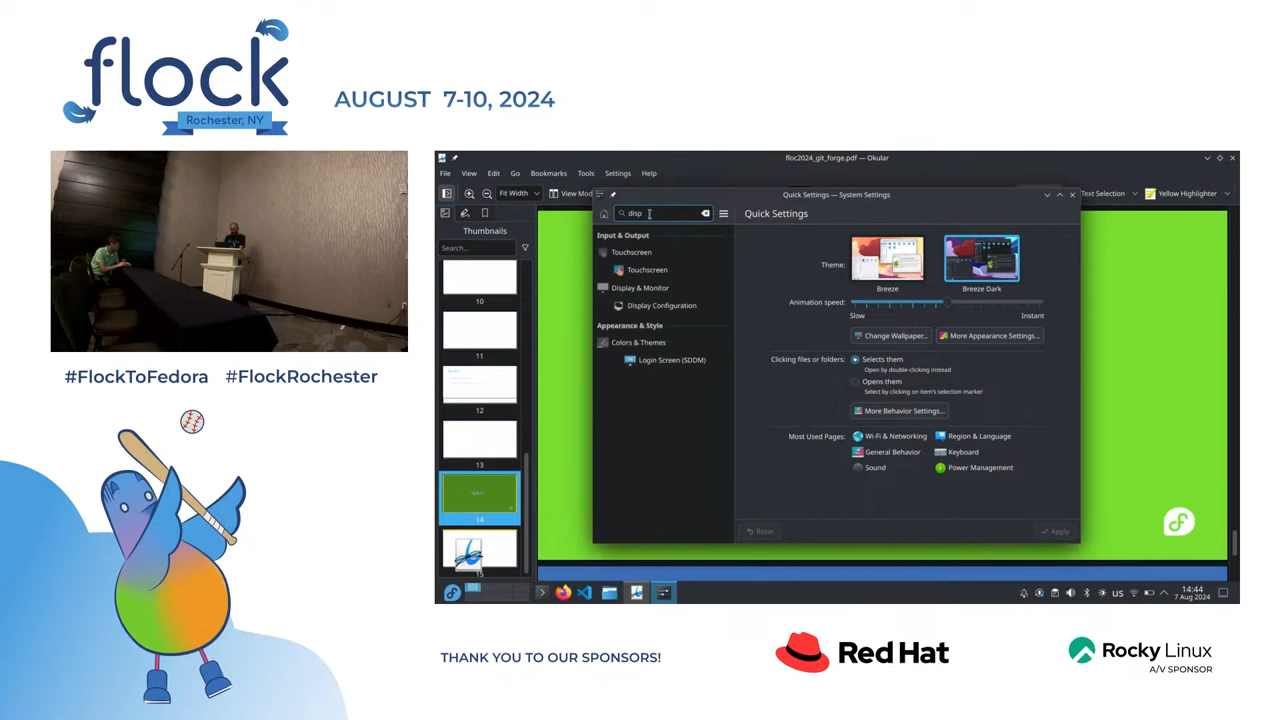 flock
Rochester, NY
AUGUST 7-10, 2024
#FlockToFedora #FlockRochester
floc2024_git_forge.pdf — Okular
File View Edit Go Bookmarks Tools Settings Help
Fit Width
View Mod
Text Selection
Yellow Highlighter
Thumbnails
Search...
10
11
12
13
14
15
Quick Settings — System Settings
disp
Quick Settings
Input & Output
Touchscreen
Touchscreen
Display & Monitor
Display Configuration
Appearance & Style
Colors & Themes
Login Screen (SDDM)
Theme:
Breeze
Breeze Dark
Animation speed:
Slow
Instant
Change Wallpaper...
More Appearance Settings...
Clicking files or folders:
Selects them
Open by double-clicking instead
Opens them
Select by clicking on item's selection marker
More Behavior Settings...
Most Used Pages:
Wi-Fi & Networking
Region & Language
General Behavior
Keyboard
Sound
Power Management
Reset
Apply
us
14:44
7 Aug 2024
THANK YOU TO OUR SPONSORS!
Red Hat
Rocky Linux
A/V SPONSOR